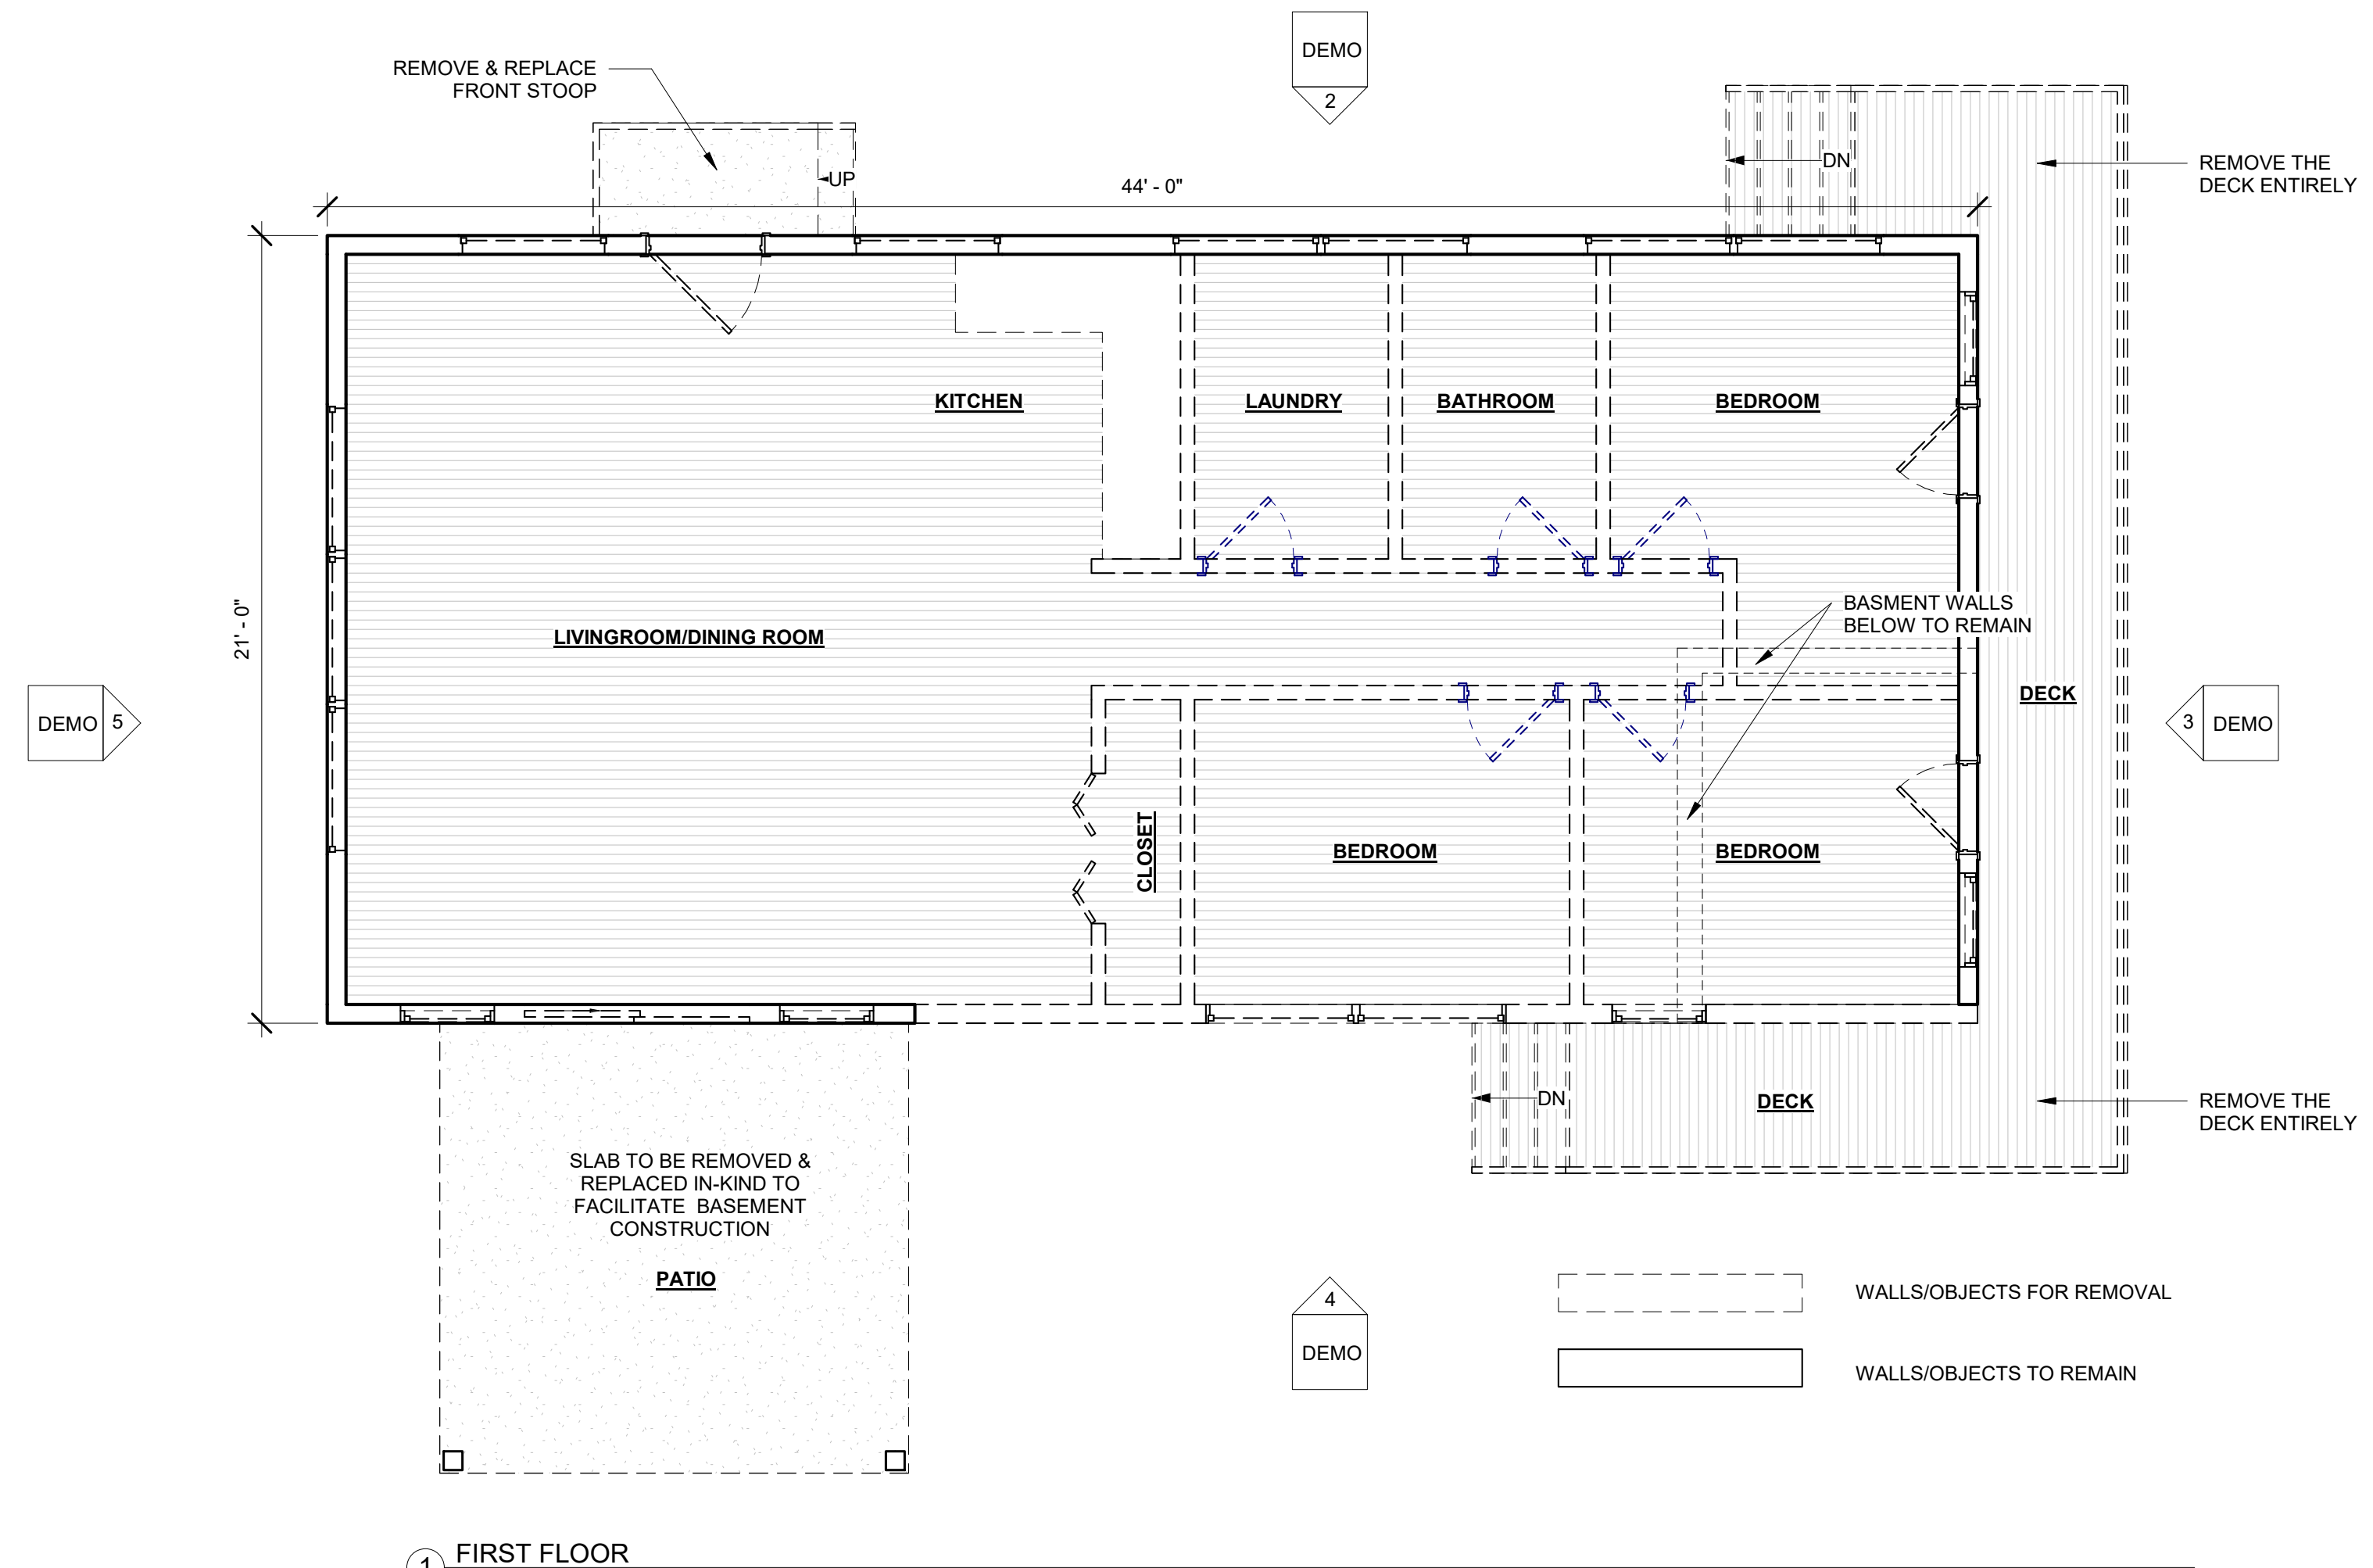 DEMO
2
REMOVE & REPLACE
FRONT STOOP
UP
44' - 0"
DN
REMOVE THE
DECK ENTIRELY
KITCHEN
LAUNDRY
BATHROOM
BEDROOM
21' - 0"
LIVINGROOM/DINING ROOM
BASMENT WALLS
BELOW TO REMAIN
DECK
DEMO
5
3
DEMO
CLOSET
BEDROOM
BEDROOM
DN
DECK
REMOVE THE
DECK ENTIRELY
SLAB TO BE REMOVED &
REPLACED IN-KIND TO
FACILITATE BASEMENT
CONSTRUCTION
PATIO
4
DEMO
WALLS/OBJECTS FOR REMOVAL
WALLS/OBJECTS TO REMAIN
1
FIRST FLOOR